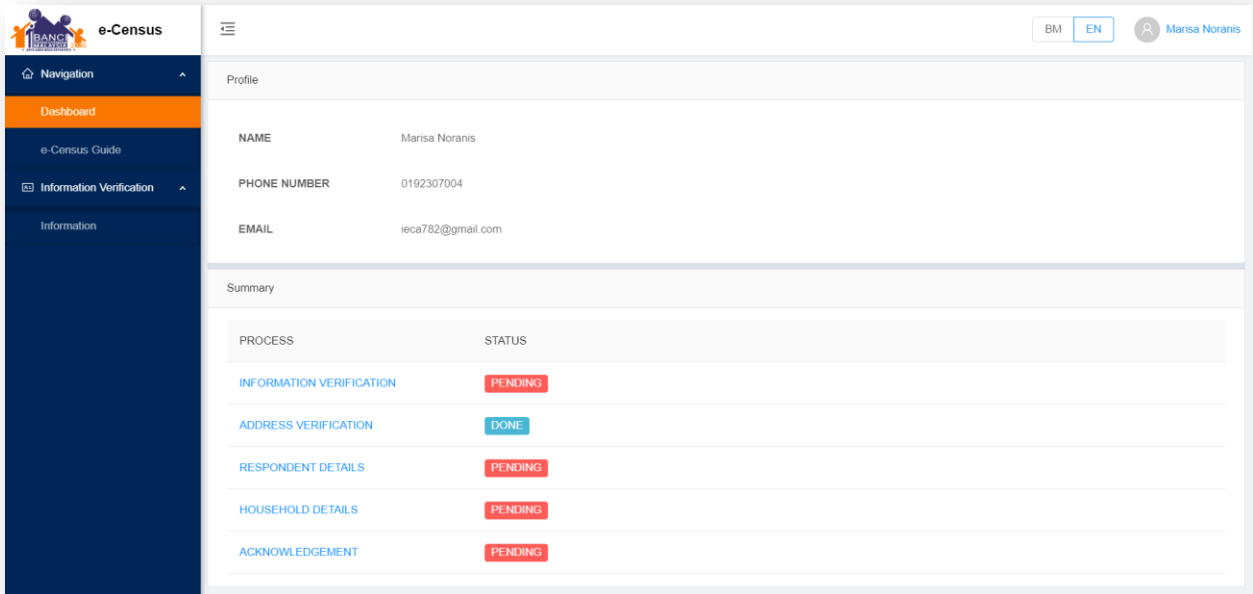 BANCI
MALAYSIA
e-Census
BM
EN
Marisa Noranis
Navigation
Dashboard
e-Census Guide
Information Verification
Information
Profile
NAME Marisa Noranis
PHONE NUMBER 0192307004
EMAIL ieca782@gmail.com
Summary
PROCESS STATUS
INFORMATION VERIFICATION PENDING
ADDRESS VERIFICATION DONE
RESPONDENT DETAILS PENDING
HOUSEHOLD DETAILS PENDING
ACKNOWLEDGEMENT PENDING